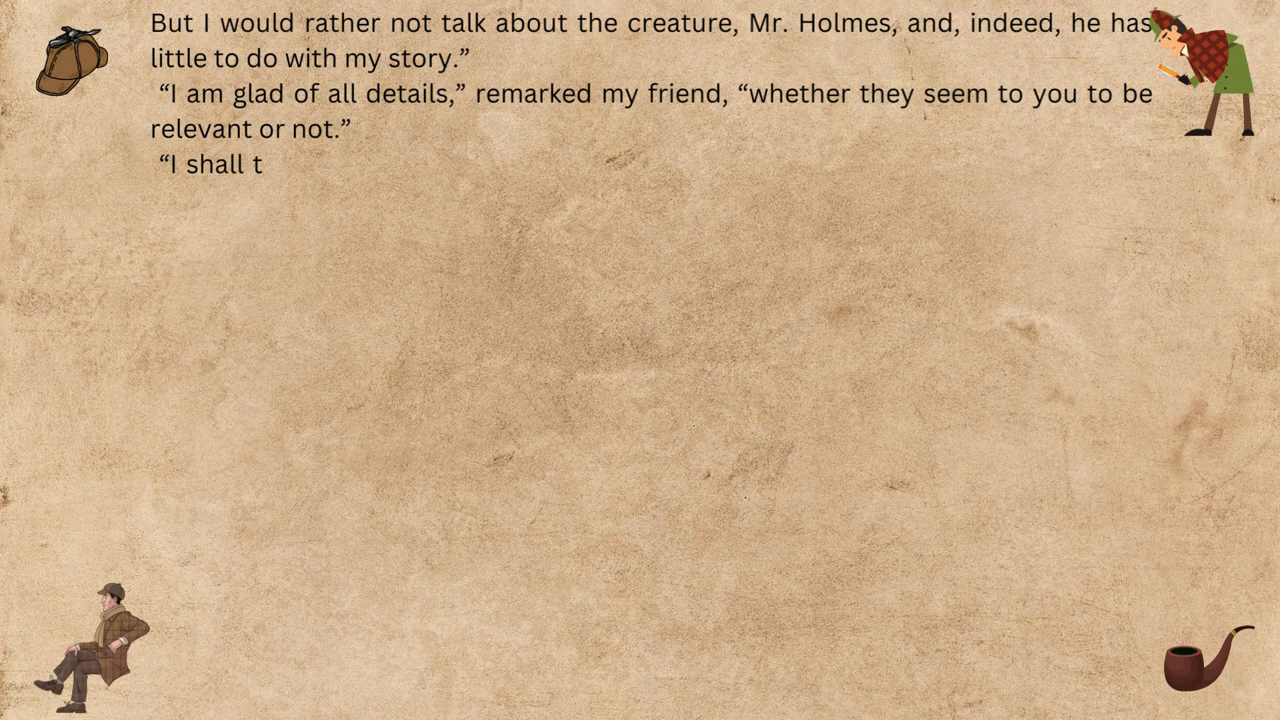 But I would rather not talk about the creature, Mr. Holmes, and, indeed, he has
little to do with my story.”
“I am glad of all details,” remarked my friend, “whether they seem to you to be
relevant or not.”
“I shall t